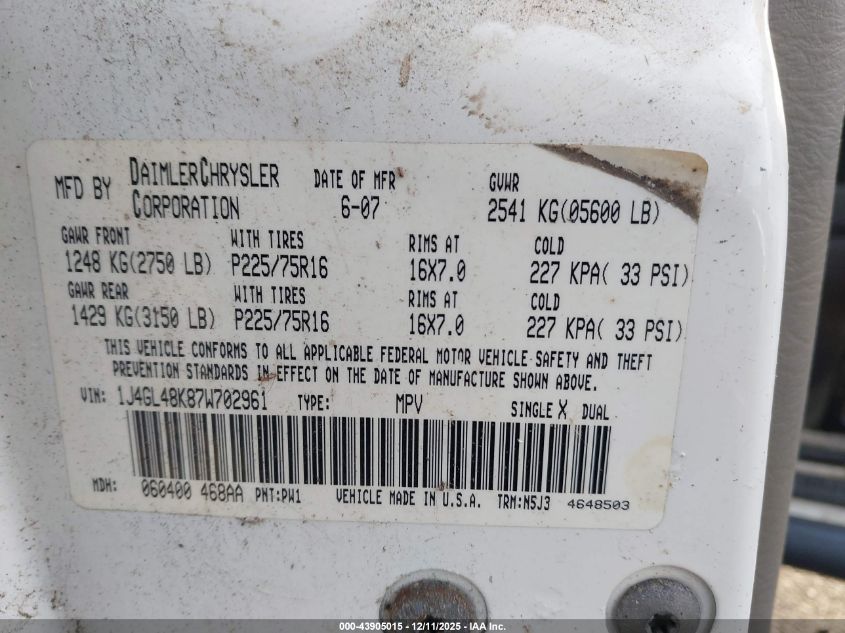 MFD BY DAIMLERCHRYSLER CORPORATION DATE OF MFR 6-07 GVWR 2541 KG(05600 LB)
GAWR FRONT WITH TIRES RIMS AT COLD
1248 KG(2750 LB) P225/75R16 16X7.0 227 KPA( 33 PSI)
GAWR REAR WITH TIRES RIMS AT COLD
1429 KG(3150 LB) P225/75R16 16X7.0 227 KPA( 33 PSI)
THIS VEHICLE CONFORMS TO ALL APPLICABLE FEDERAL MOTOR VEHICLE SAFETY AND THEFT
PREVENTION STANDARDS IN EFFECT ON THE DATE OF MANUFACTURE SHOWN ABOVE.
VIN: 1J4GL48K87W702961 TYPE: MPV SINGLE X DUAL
MDH: 060400 468AA PNT:PW1 VEHICLE MADE IN U.S.A. TRM:N5J3 4648503
000-43905015 - 12/11/2025 - IAA, Inc.